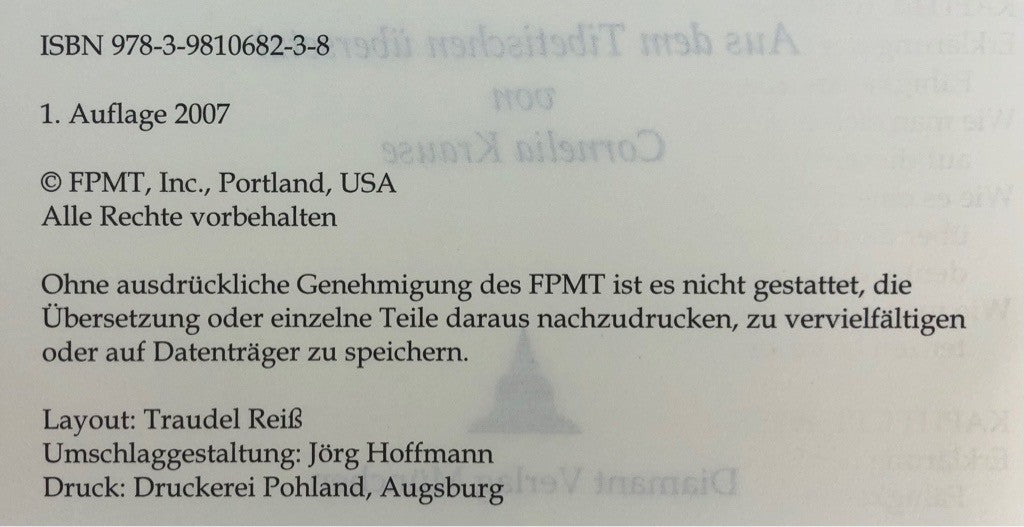 ISBN 978-3-9810682-3-8
1. Auflage 2007
© FPMT, Inc., Portland, USA
Alle Rechte vorbehalten
Ohne ausdrückliche Genehmigung des FPMT ist es nicht gestattet, die
Übersetzung oder einzelne Teile daraus nachzudrucken, zu vervielfältigen
oder auf Datenträger zu speichern.
Layout: Traudel Reiß
Umschlaggestaltung: Jörg Hoffmann
Druck: Druckerei Pohland, Augsburg